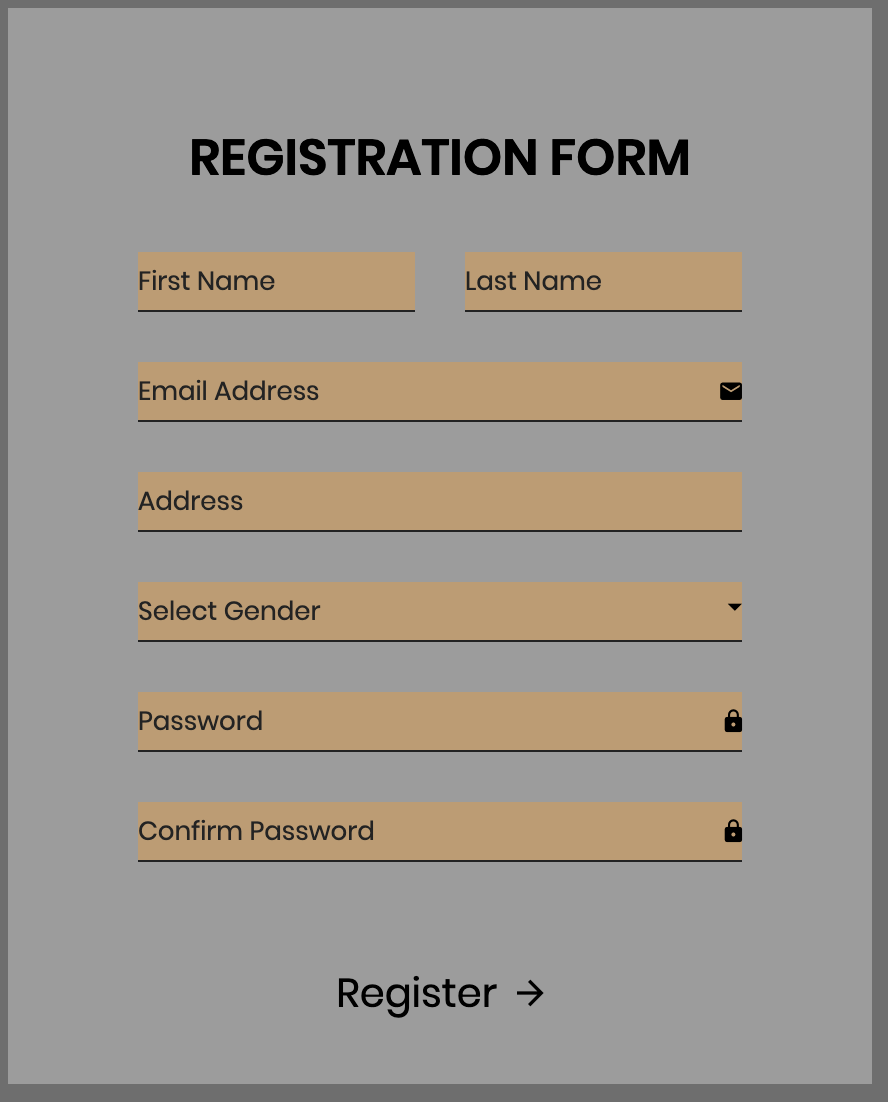 REGISTRATION FORM
First Name Last Name
Email Address
Address
Select Gender
Password
Confirm Password
Register